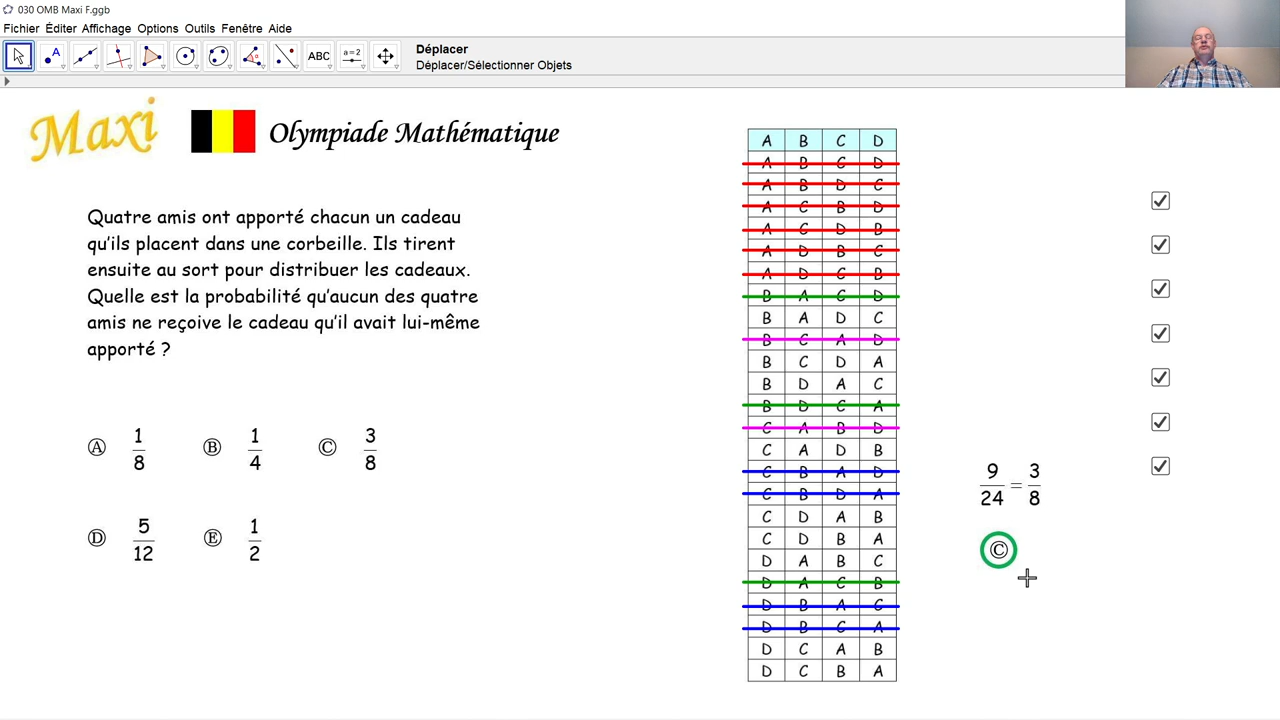 030 OMB Maxi F.ggb
Fichier Éditer Affichage Options Outils Fenêtre Aide
A ABC a=2 Déplacer
Déplacer/Sélectionner Objets
Maxi Olympiade Mathématique
Quatre amis ont apporté chacun un cadeau
qu'ils placent dans une corbeille. Ils tirent
ensuite au sort pour distribuer les cadeaux.
Quelle est la probabilité qu'aucun des quatre
amis ne reçoive le cadeau qu'il avait lui-même
apporté ?
Ⓐ 1/8 Ⓑ 1/4 Ⓒ 3/8
Ⓓ 5/12 Ⓔ 1/2
A B C D
A B C D
A B D C
A C B D
A C D B
A D B C
A D C B
B A C D
B A D C
B C A D
B C D A
B D A C
B D C A
C A B D
C A D B
C B A D
C B D A
C D A B
C D B A
D A B C
D A C B
D B A C
D B C A
D C A B
D C B A
9/24 = 3/8
Ⓒ